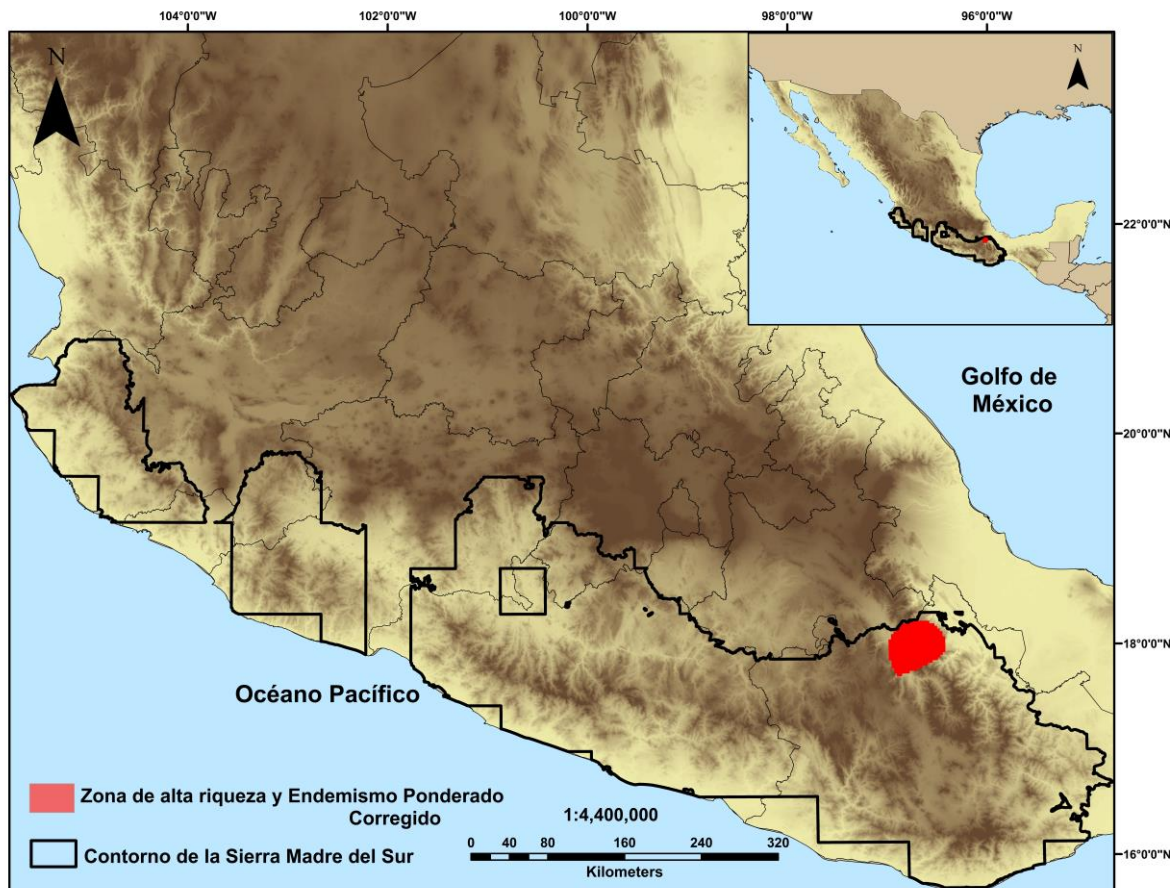 104°0'0"W 102°0'0"W 100°0'0"W 98°0'0"W 96°0'0"W
N
N
22°0'0"N
Golfo de
México
20°0'0"N
18°0'0"N
Océano Pacífico
Zona de alta riqueza y Endemismo Ponderado
Corregido
1:4,400,000
0 40 80 160 240 320
Kilometers
Contorno de la Sierra Madre del Sur
16°0'0"N